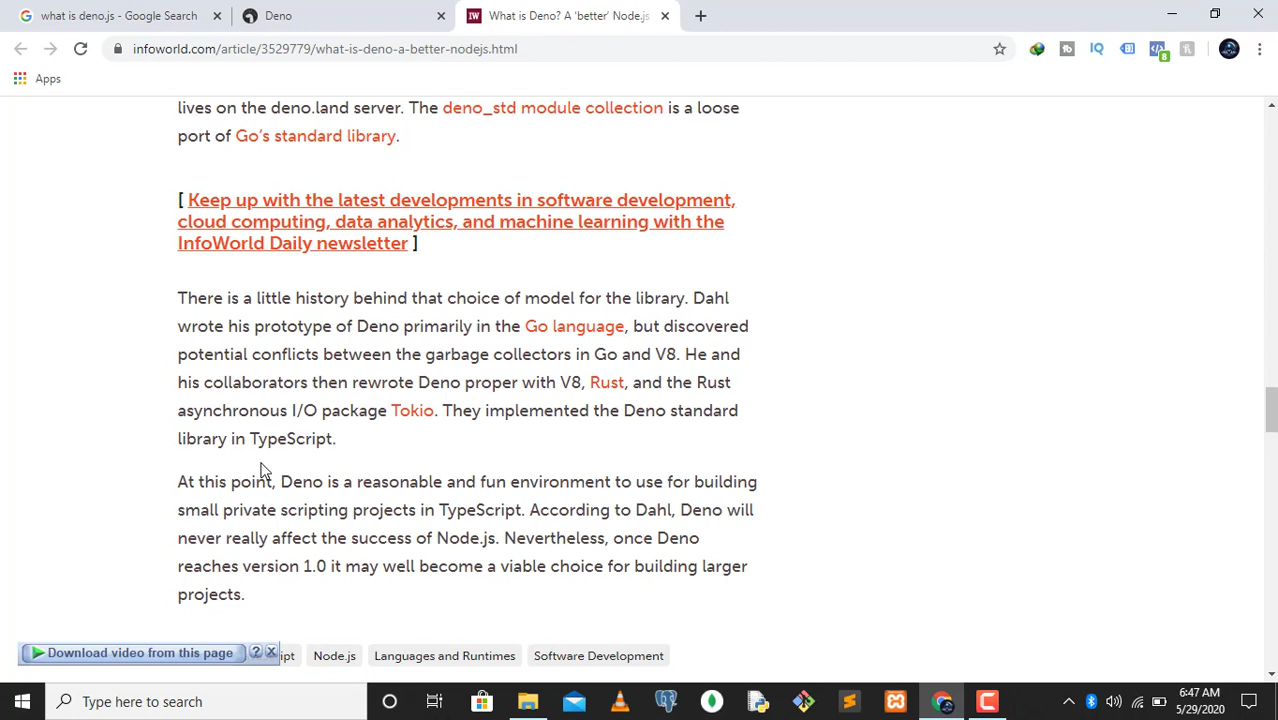 what is deno.js - Google Search
Deno
What is Deno? A 'better' Node.js
infoworld.com/article/3529779/what-is-deno-a-better-nodejs.html
IQ
8
Apps
lives on the deno.land server. The deno_std module collection is a loose
port of Go's standard library.
[ Keep up with the latest developments in software development,
cloud computing, data analytics, and machine learning with the
InfoWorld Daily newsletter ]
There is a little history behind that choice of model for the library. Dahl
wrote his prototype of Deno primarily in the Go language, but discovered
potential conflicts between the garbage collectors in Go and V8. He and
his collaborators then rewrote Deno proper with V8, Rust, and the Rust
asynchronous I/O package Tokio. They implemented the Deno standard
library in TypeScript.
At this point, Deno is a reasonable and fun environment to use for building
small private scripting projects in TypeScript. According to Dahl, Deno will
never really affect the success of Node.js. Nevertheless, once Deno
reaches version 1.0 it may well become a viable choice for building larger
projects.
Download video from this page ?
ipt
Node.js
Languages and Runtimes
Software Development
Type here to search
6:47 AM
5/29/2020